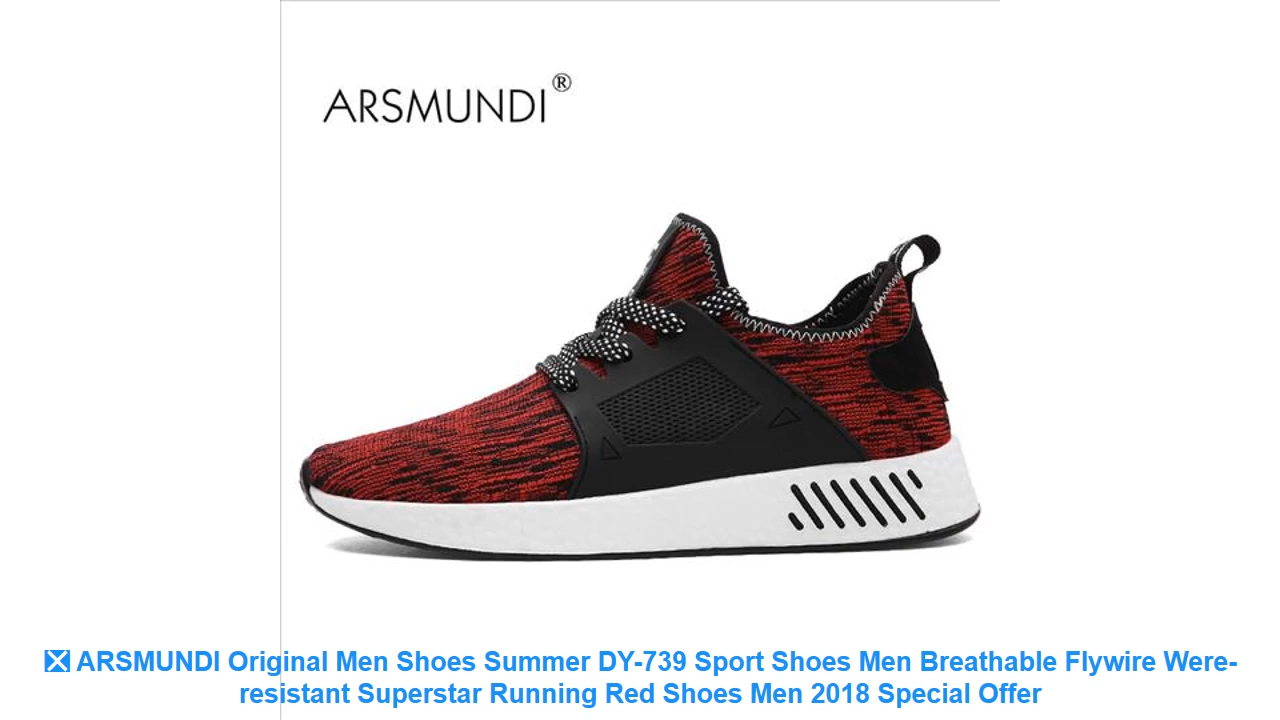 ARSMUNDI®
❎ ARSMUNDI Original Men Shoes Summer DY-739 Sport Shoes Men Breathable Flywire Were-
resistant Superstar Running Red Shoes Men 2018 Special Offer